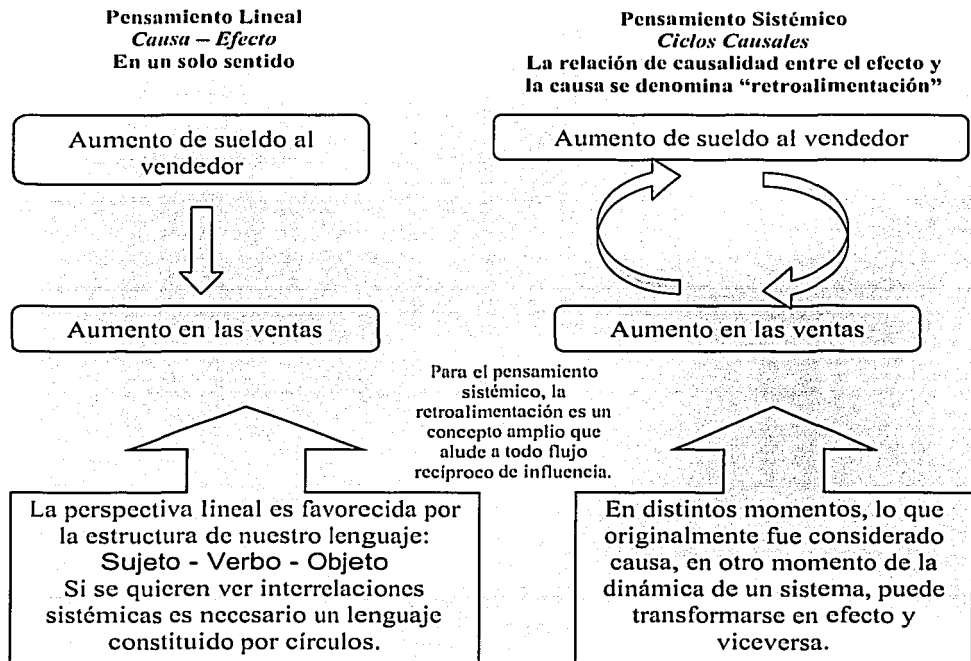 Pensamiento Lineal
Causa – Efecto
En un solo sentido
Aumento de sueldo al
vendedor
Aumento en las ventas
La perspectiva lineal es favorecida por
la estructura de nuestro lenguaje:
Sujeto - Verbo - Objeto
Si se quieren ver interrelaciones
sistémicas es necesario un lenguaje
constituido por círculos.
Pensamiento Sistémico
Ciclos Causales
La relación de causalidad entre el efecto y
la causa se denomina “retroalimentación”
Aumento de sueldo al vendedor
Aumento en las ventas
Para el pensamiento
sistémico, la
retroalimentación es un
concepto amplio que
alude a todo flujo
recíproco de influencia.
En distintos momentos, lo que
originalmente fue considerado
causa, en otro momento de la
dinámica de un sistema, puede
transformarse en efecto y
viceversa.